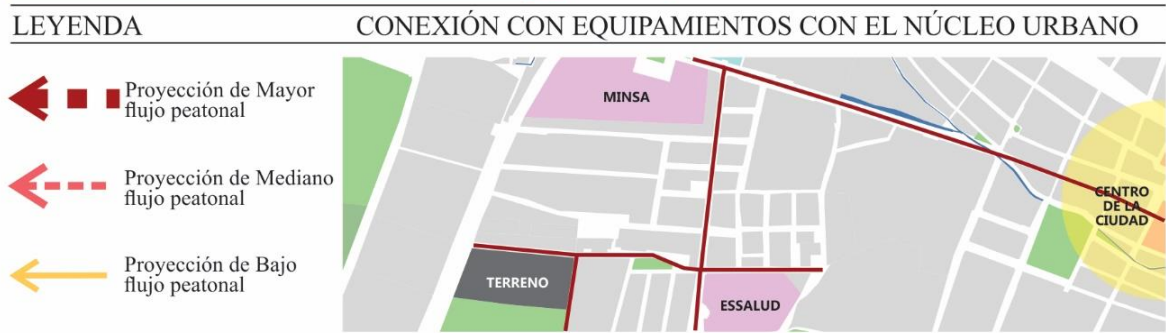 LEYENDA
CONEXIÓN CON EQUIPAMIENTOS CON EL NÚCLEO URBANO
Proyección de Mayor
flujo peatonal
Proyección de Mediano
flujo peatonal
Proyección de Bajo
flujo peatonal
MINSA
CENTRO
DE LA
CIUDAD
TERRENO
ESSALUD